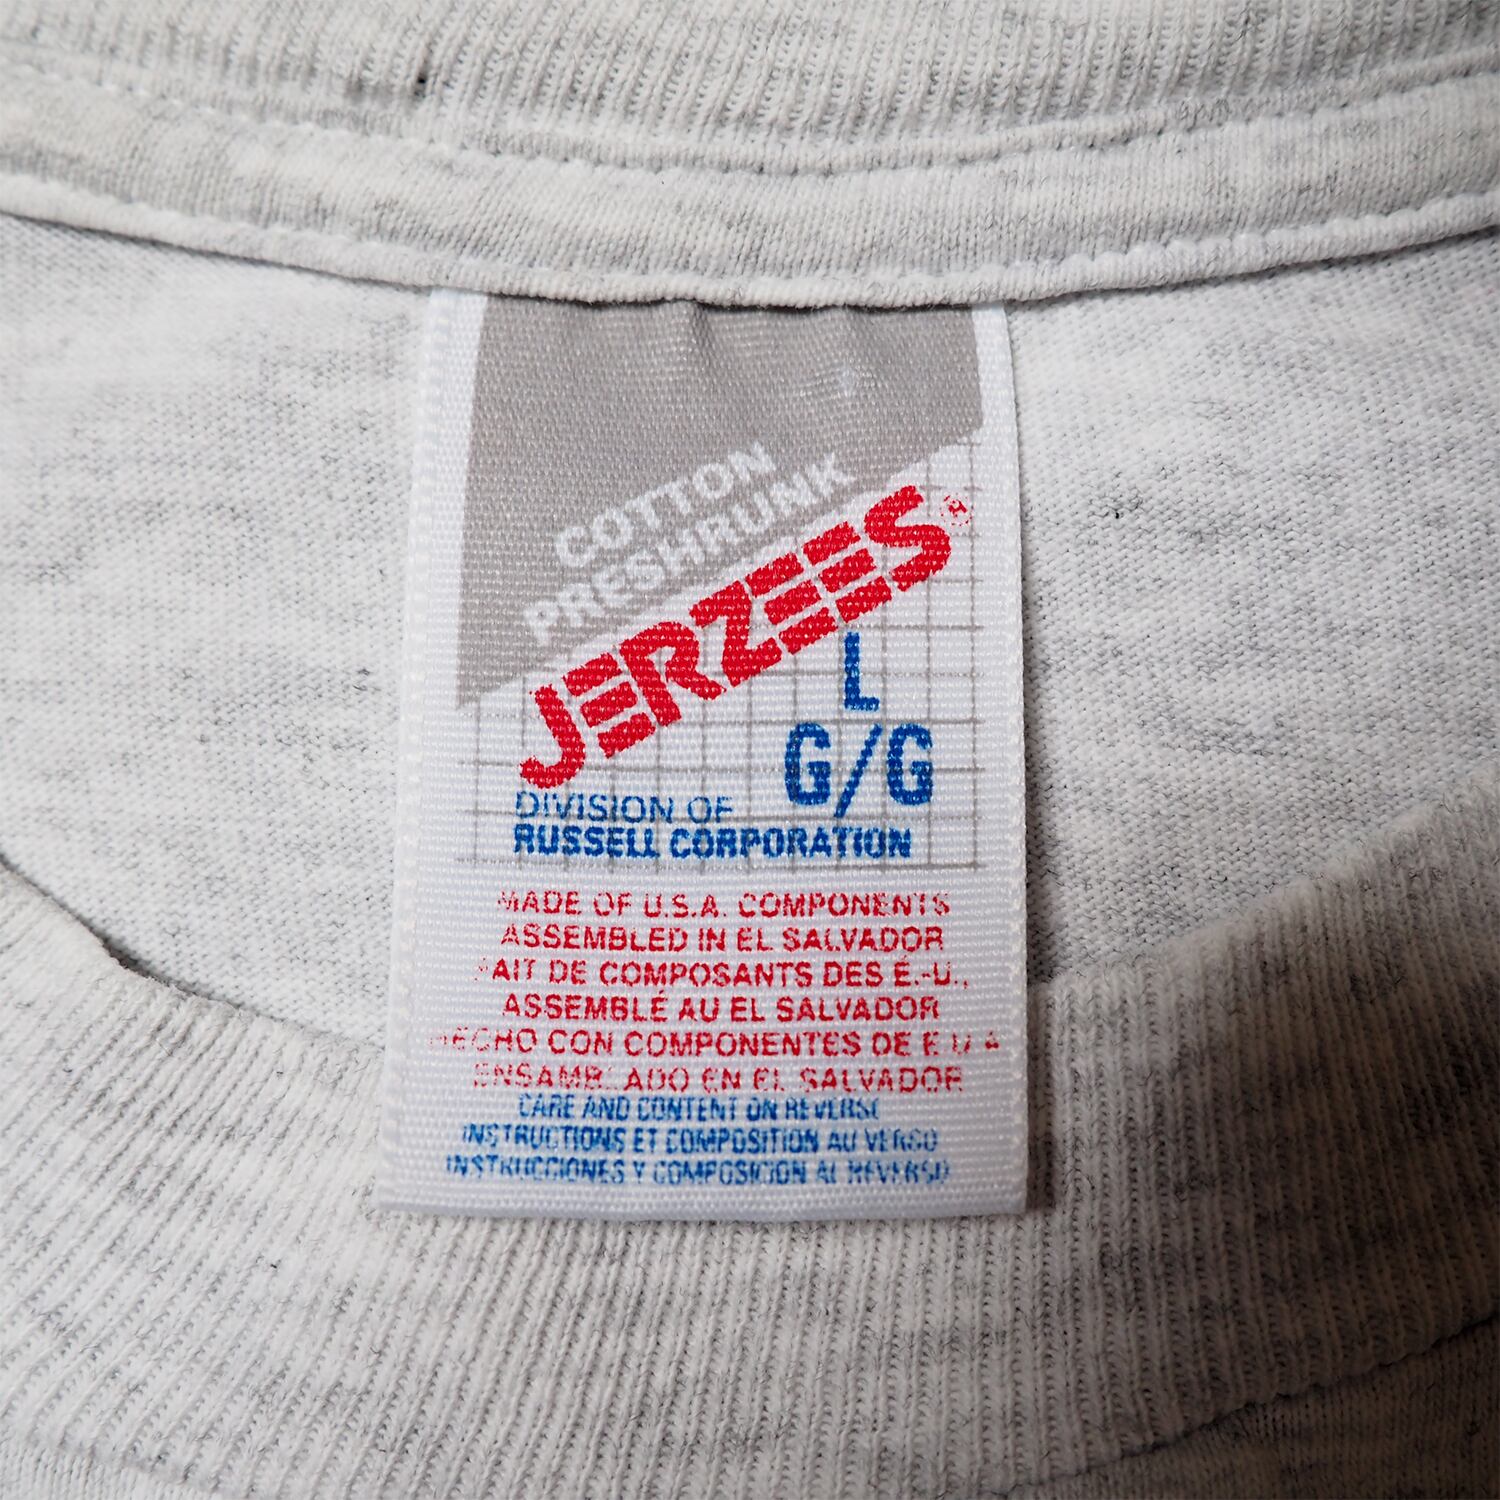 COTTON
PRESHRUNK
JERZEES®
L
G/G
DIVISION OF
RUSSELL CORPORATION
MADE OF U.S.A. COMPONENTS
ASSEMBLED IN EL SALVADOR
FAIT DE COMPOSANTS DES É.-U.,
ASSEMBLÉ AU EL SALVADOR
HECHO CON COMPONENTES DE E U A
ENSAMBLADO EN EL SALVADOR
CARE AND CONTENT ON REVERSE
INSTRUCTIONS ET COMPOSITION AU VERSO
INSTRUCCIONES Y COMPOSICION AL REVERSO